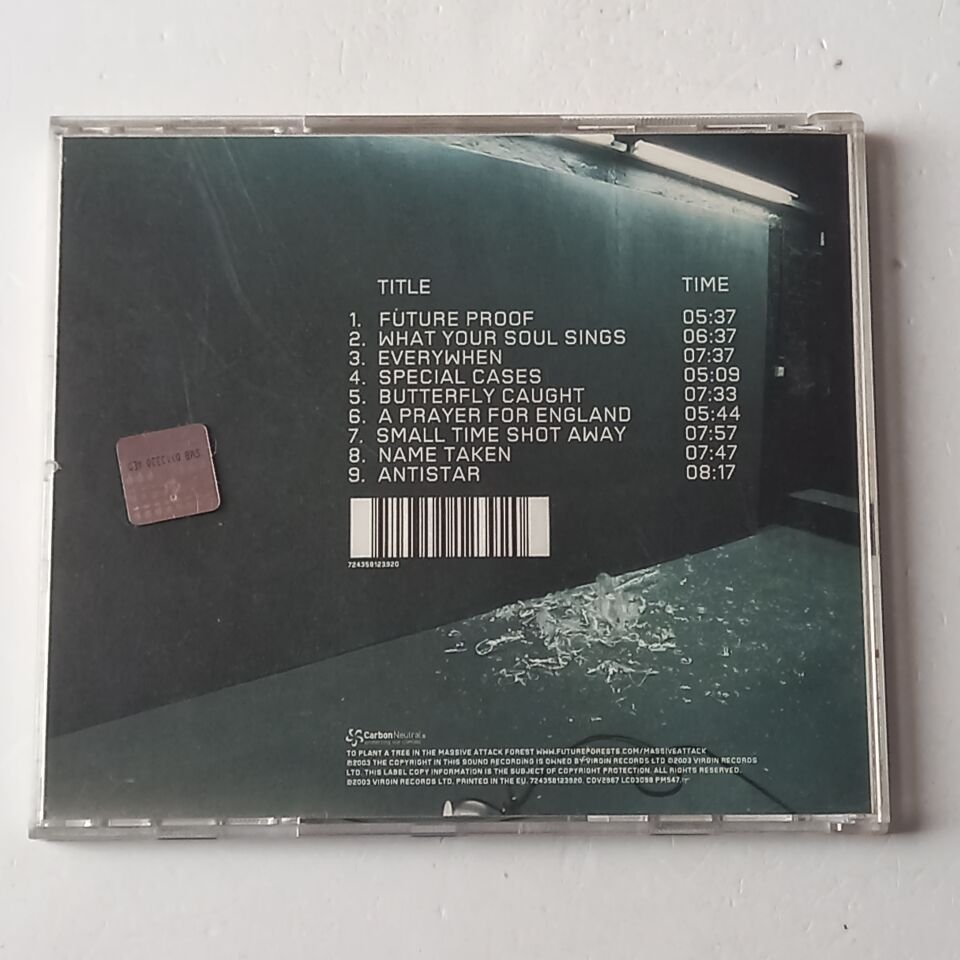 TITLE TIME
1. FUTURE PROOF 05:37
2. WHAT YOUR SOUL SINGS 06:37
3. EVERYWHEN 07:37
4. SPECIAL CASES 05:09
5. BUTTERFLY CAUGHT 07:33
6. A PRAYER FOR ENGLAND 05:44
7. SMALL TIME SHOT AWAY 07:57
8. NAME TAKEN 07:47
9. ANTISTAR 08:17
724358123920
CarbonNeutral®
TO PLANT A TREE IN THE MASSIVE ATTACK FOREST WWW.FUTUREFORESTS.COM/MASSIVEATTACK
℗2003 THE COPYRIGHT IN THIS SOUND RECORDING IS OWNED BY VIRGIN RECORDS LTD ©2003 VIRGIN RECORDS
LTD. THIS LABEL COPY INFORMATION IS THE SUBJECT OF COPYRIGHT PROTECTION. ALL RIGHTS RESERVED.
©2003 VIRGIN RECORDS LTD. PRINTED IN THE EU. 724358123920. CDV2967 LC03098 PM547.